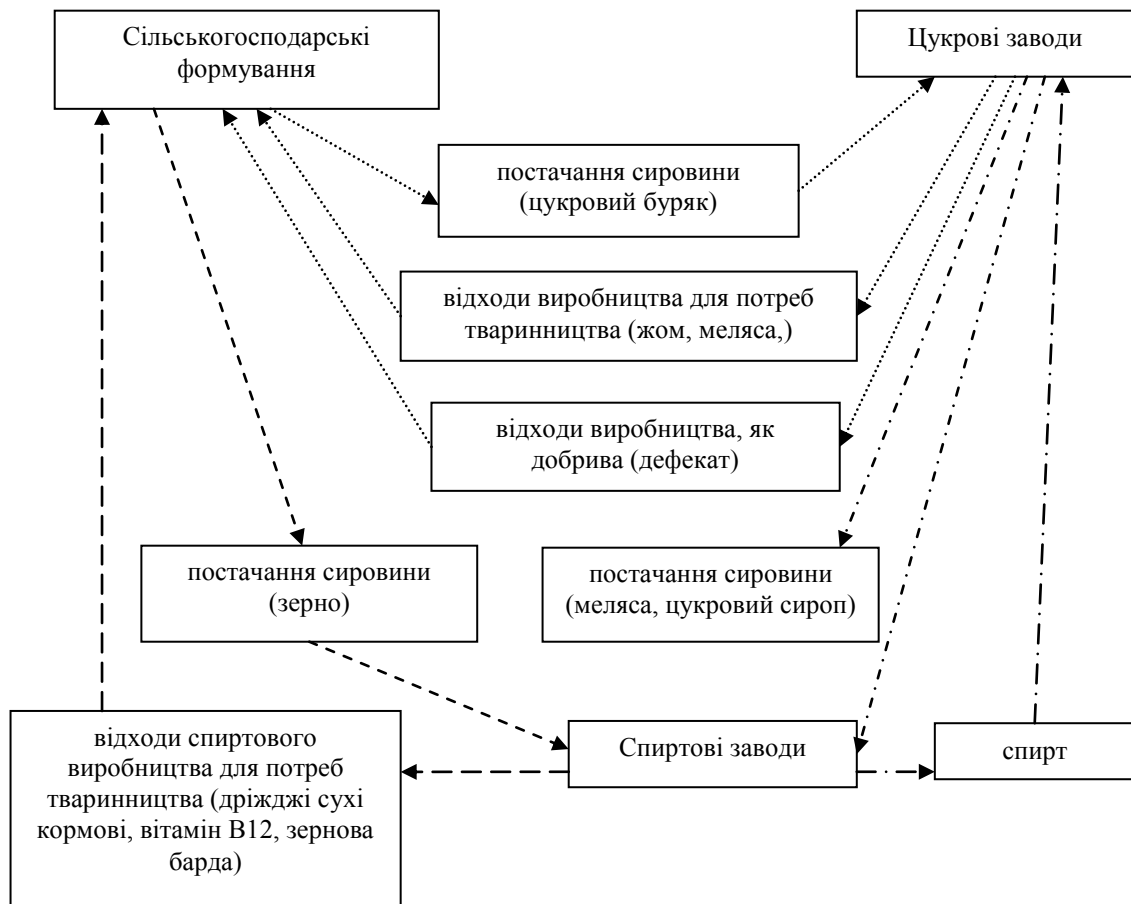 Сільськогосподарські
формування
Цукрові заводи
постачання сировини
(цукровий буряк)
відходи виробництва для потреб
тваринництва (жом, меляса,)
відходи виробництва, як
добрива (дефекат)
постачання сировини
(зерно)
постачання сировини
(меляса, цукровий сироп)
відходи спиртового
виробництва для потреб
тваринництва (дріжджі сухі
кормові, вітамін В12, зернова
барда)
Спиртові заводи
спирт